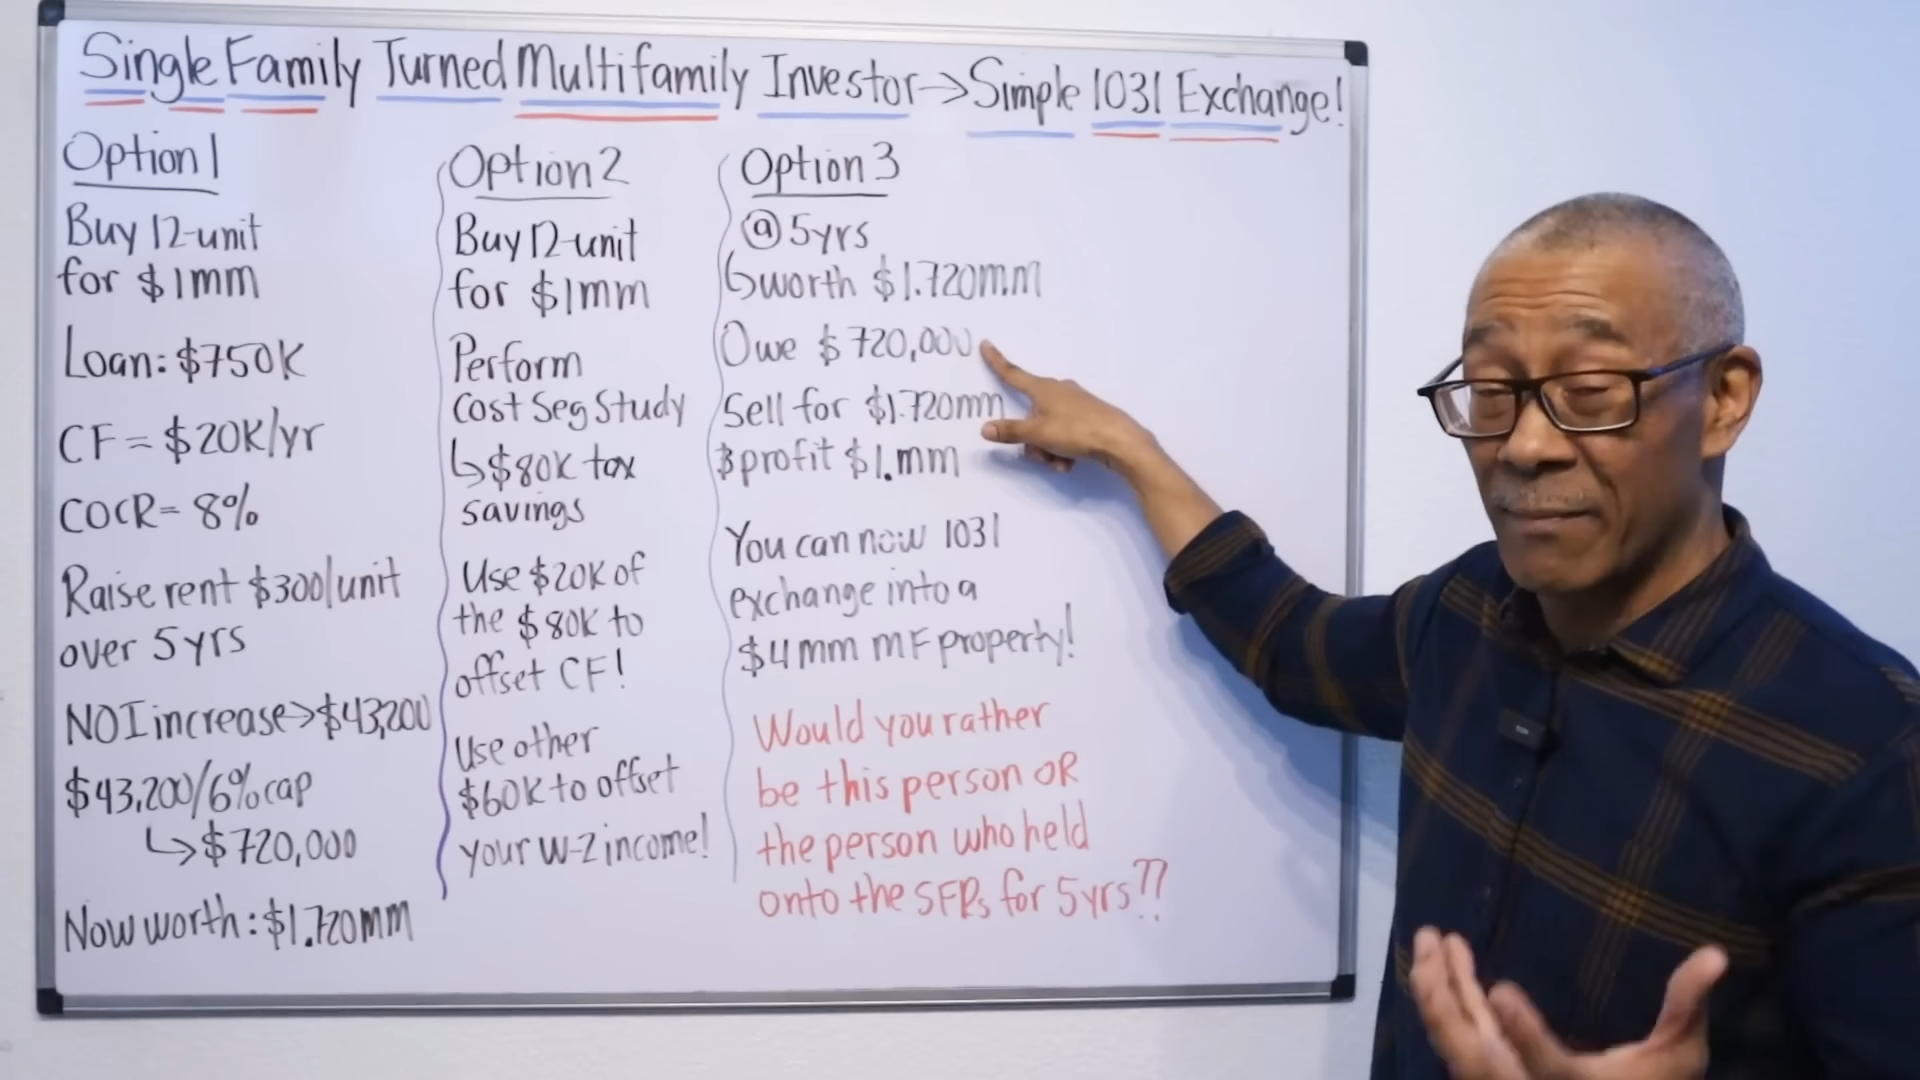 Single Family Turned Multifamily Investor → Simple 1031 Exchange!
Option 1
Buy 12-unit
for $1mm
Loan: $750K
CF = $20K/yr
COCR = 8%
Raise rent $300/unit
over 5yrs
NOI increase → $43,200
$43,200/6% cap
↳ $720,000
Now worth: $1.720mm
Option 2
Buy 12-unit
for $1mm
Perform
Cost Seg Study
↳ $80K tax
savings
Use $20K of
the $80K to
offset CF!
Use other
$60K to offset
your W-2 income!
Option 3
@ 5yrs
↳ worth $1.720mm
Owe $720,000
Sell for $1.720mm
profit $1.mm
You can now 1031
exchange into a
$4mm MF property!
Would you rather
be this person OR
the person who held
onto the SFRs for 5yrs??